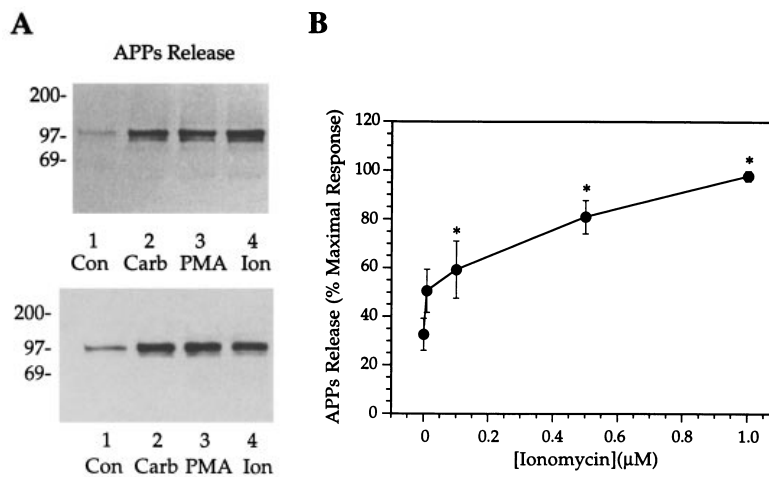 A
APPs Release
200-
97-
69-
1 2 3 4
Con Carb PMA Ion
200-
97-
69-
1 2 3 4
Con Carb PMA Ion
B
APPs Release (% Maximal Response)
120
100
80
60
40
20
0
* * *
0 0.2 0.4 0.6 0.8 1.0
[Ionomycin](μM)